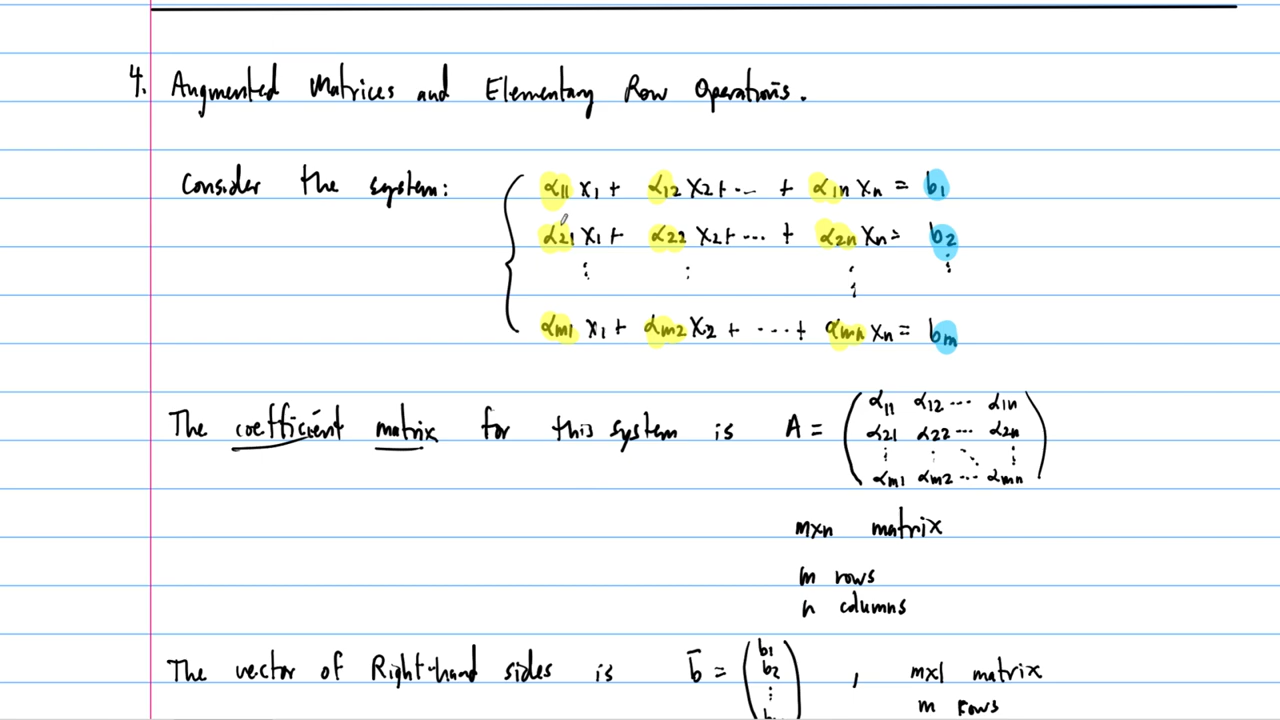 4. Augmented Matrices and Elementary Row Operations.
Consider the system: { α11 x1 + α12 x2 + ... + α1n xn = b1
α21 x1 + α22 x2 + ... + α2n xn = b2
⋮ ⋮ ⋮ ⋮
αm1 x1 + αm2 x2 + ... + αmn xn = bm
The coefficient matrix for this system is A = ( α11 α12 ... α1n
α21 α22 ... α2n
⋮ ⋮ ⋱ ⋮
αm1 αm2 ... αmn )
m×n matrix
m rows
n columns
The vector of Right-hand sides is b̄ = ( b1
b2
⋮
) , m×1 matrix
m rows